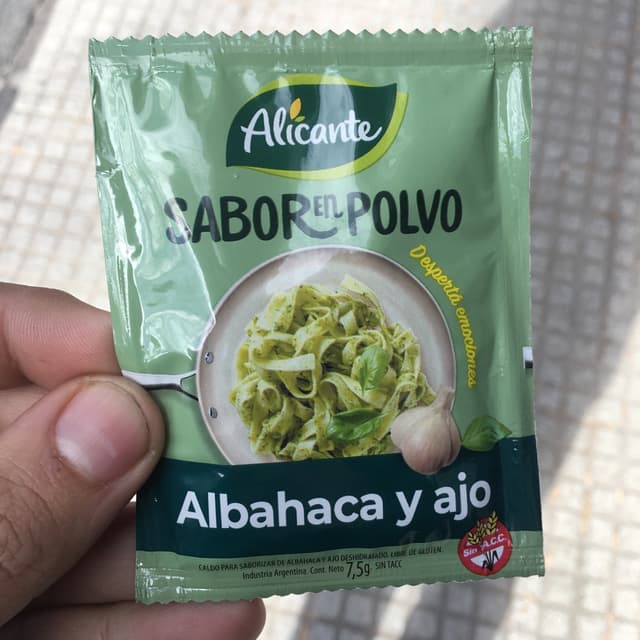 Alicante
SABOR en POLVO
Despertá emociones
Albahaca y ajo
CALDO PARA SABORIZAR DE ALBAHACA Y AJO DESHIDRATADO. LIBRE DE GLUTEN.
Industria Argentina. Cont. Neto 7,5g SIN TACC
Sin T.A.C.C.